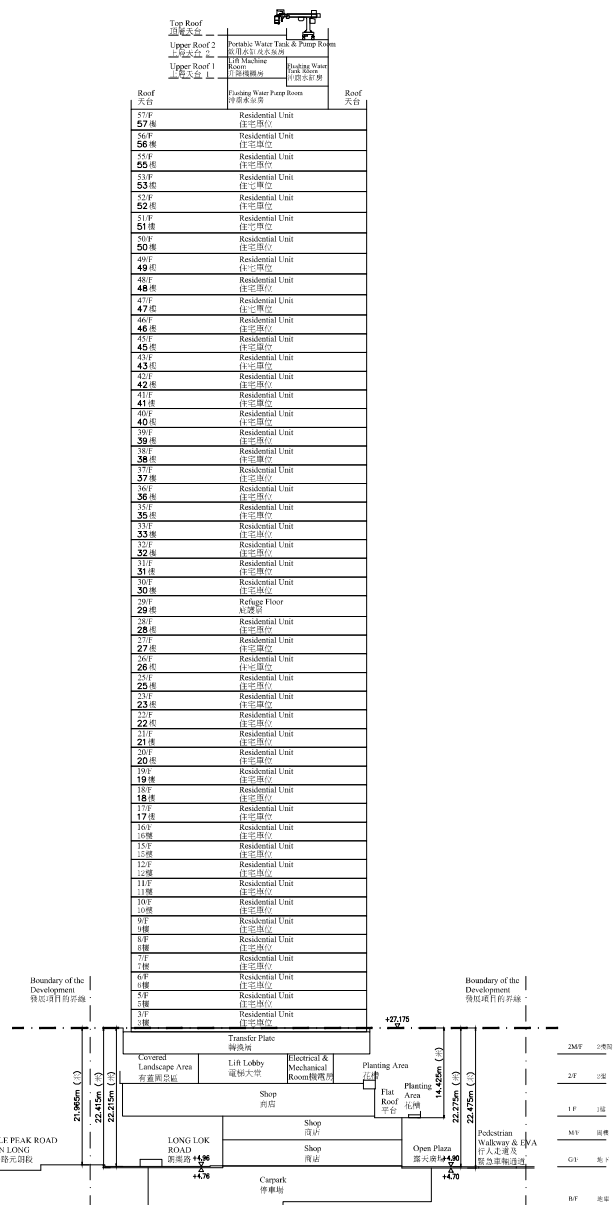 Top Roof
頂層天台
Upper Roof 2
上層天台 2
Portable Water Tank & Pump Room
飲用水缸及水泵房
Upper Roof 1
上層天台 1
Lift Machine
Room
升降機機房
Flushing Water
Tank Room
沖廁水缸房
Roof
天台
Flushing Water Pump Room
沖廁水泵房
Roof
天台
57/F Residential Unit
57樓 住宅單位
56/F Residential Unit
56樓 住宅單位
55/F Residential Unit
55樓 住宅單位
53/F Residential Unit
53樓 住宅單位
52/F Residential Unit
52樓 住宅單位
51/F Residential Unit
51樓 住宅單位
50/F Residential Unit
50樓 住宅單位
49/F Residential Unit
49樓 住宅單位
48/F Residential Unit
48樓 住宅單位
47/F Residential Unit
47樓 住宅單位
46/F Residential Unit
46樓 住宅單位
45/F Residential Unit
45樓 住宅單位
43/F Residential Unit
43樓 住宅單位
42/F Residential Unit
42樓 住宅單位
41/F Residential Unit
41樓 住宅單位
40/F Residential Unit
40樓 住宅單位
39/F Residential Unit
39樓 住宅單位
38/F Residential Unit
38樓 住宅單位
37/F Residential Unit
37樓 住宅單位
36/F Residential Unit
36樓 住宅單位
35/F Residential Unit
35樓 住宅單位
33/F Residential Unit
33樓 住宅單位
32/F Residential Unit
32樓 住宅單位
31/F Residential Unit
31樓 住宅單位
30/F Residential Unit
30樓 住宅單位
29/F Refuge Floor
29樓 庇護層
28/F Residential Unit
28樓 住宅單位
27/F Residential Unit
27樓 住宅單位
26/F Residential Unit
26樓 住宅單位
25/F Residential Unit
25樓 住宅單位
23/F Residential Unit
23樓 住宅單位
22/F Residential Unit
22樓 住宅單位
21/F Residential Unit
21樓 住宅單位
20/F Residential Unit
20樓 住宅單位
19/F Residential Unit
19樓 住宅單位
18/F Residential Unit
18樓 住宅單位
17/F Residential Unit
17樓 住宅單位
16/F Residential Unit
16樓 住宅單位
15/F Residential Unit
15樓 住宅單位
12/F Residential Unit
12樓 住宅單位
11/F Residential Unit
11樓 住宅單位
10/F Residential Unit
10樓 住宅單位
9/F Residential Unit
9樓 住宅單位
8/F Residential Unit
8樓 住宅單位
7/F Residential Unit
7樓 住宅單位
6/F Residential Unit
6樓 住宅單位
5/F Residential Unit
5樓 住宅單位
3/F Residential Unit
3樓 住宅單位
Boundary of the
Development
發展項目的界線
Boundary of the
Development
發展項目的界線
+27.175
Transfer Plate
轉換層
Covered
Landscape Area
有蓋園景區
Lift Lobby
電梯大堂
Electrical &
Mechanical
Room機電房
Planting Area
花槽
Flat
Roof
平台
Planting
Area
花槽
Shop
商店
Shop
商店
Shop
商店
21.965m (米)
22.415m (米)
22.215m (米)
14.425m (米)
22.275m (米)
22.475m (米)
LE PEAK ROAD
N LONG
路元朗段
LONG LOK
ROAD
朗樂路
+4.96
+4.76
Open Plaza
露天廣場
+4.90
+4.70
Pedestrian
Walkway & EVA
行人走道及
緊急車輛通道
Carpark
停車場
2M/F
2/F 2樓
1/F 1樓
M/F
G/F 地下
B/F